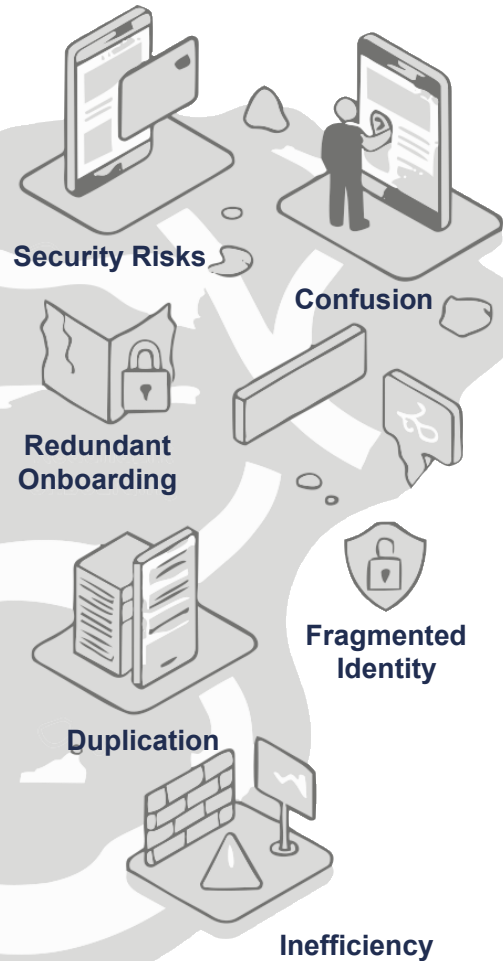 Security Risks
Confusion
Redundant
Onboarding
Fragmented
Identity
Duplication
Inefficiency